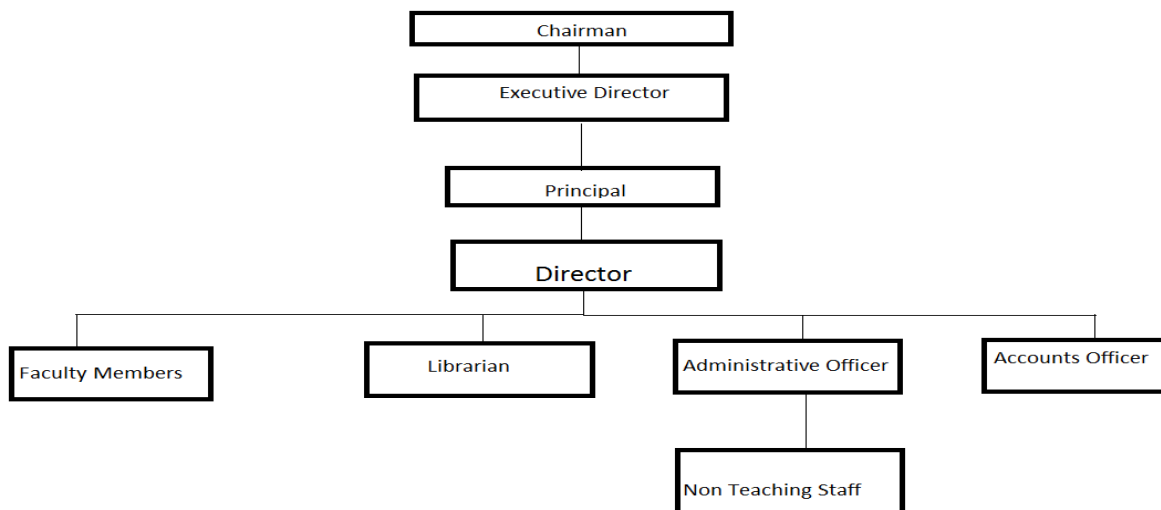 Chairman
Executive Director
Principal
Director
Faculty Members
Librarian
Administrative Officer
Accounts Officer
Non Teaching Staff